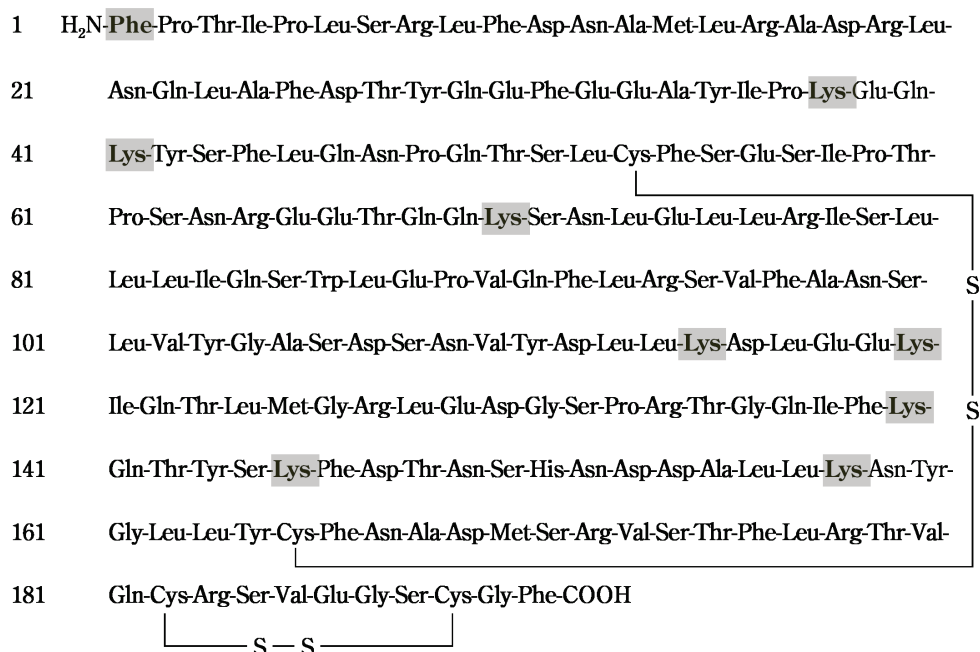 1 H₂N-Phe-Pro-Thr-Ile-Pro-Leu-Ser-Arg-Leu-Phe-Asp-Asn-Ala-Met-Leu-Arg-Ala-Asp-Arg-Leu-
21 Asn-Gln-Leu-Ala-Phe-Asp-Thr-Tyr-Gln-Glu-Phe-Glu-Glu-Ala-Tyr-Ile-Pro-Lys-Glu-Gln-
41 Lys-Tyr-Ser-Phe-Leu-Gln-Asn-Pro-Gln-Thr-Ser-Leu-Cys-Phe-Ser-Glu-Ser-Ile-Pro-Thr-
61 Pro-Ser-Asn-Arg-Glu-Glu-Thr-Gln-Gln-Lys-Ser-Asn-Leu-Glu-Leu-Leu-Arg-Ile-Ser-Leu-
81 Leu-Leu-Ile-Gln-Ser-Trp-Leu-Glu-Pro-Val-Gln-Phe-Leu-Arg-Ser-Val-Phe-Ala-Asn-Ser-
S
101 Leu-Val-Tyr-Gly-Ala-Ser-Asp-Ser-Asn-Val-Tyr-Asp-Leu-Leu-Lys-Asp-Leu-Glu-Glu-Lys-
121 Ile-Gln-Thr-Leu-Met-Gly-Arg-Leu-Glu-Asp-Gly-Ser-Pro-Arg-Thr-Gly-Gln-Ile-Phe-Lys-
S
141 Gln-Thr-Tyr-Ser-Lys-Phe-Asp-Thr-Asn-Ser-His-Asn-Asp-Asp-Ala-Leu-Leu-Lys-Asn-Tyr-
161 Gly-Leu-Leu-Tyr-Cys-Phe-Asn-Ala-Asp-Met-Ser-Arg-Val-Ser-Thr-Phe-Leu-Arg-Thr-Val-
181 Gln-Cys-Arg-Ser-Val-Glu-Gly-Ser-Cys-Gly-Phe-COOH
S — S